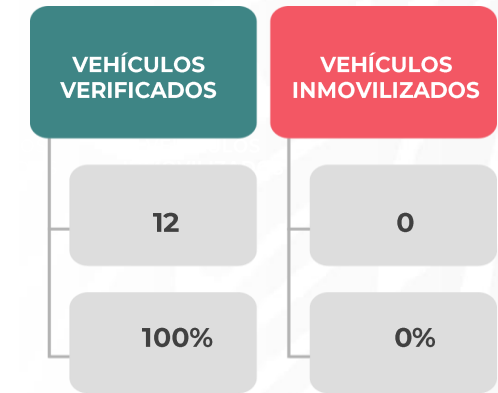 VEHÍCULOS
VERIFICADOS
12
100%
VEHÍCULOS
INMOVILIZADOS
0
0%